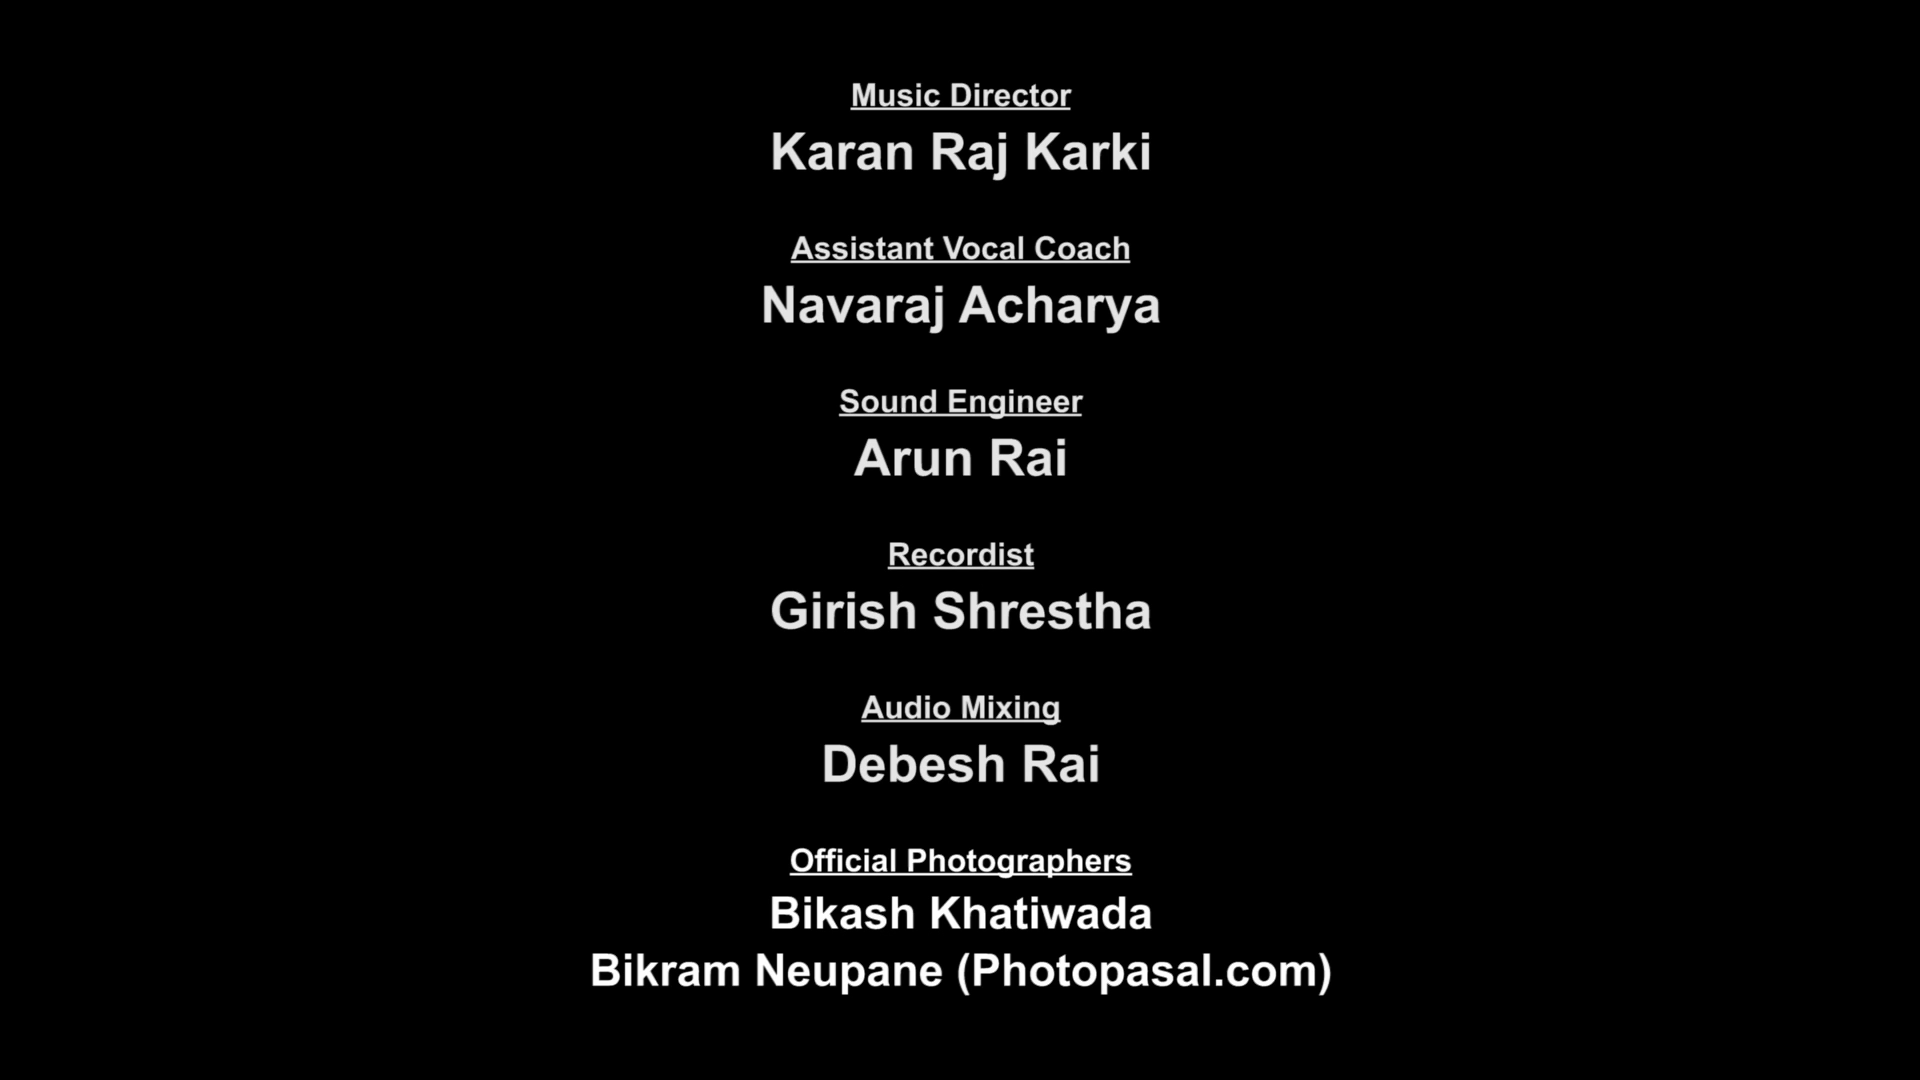 Music Director
Karan Raj Karki
Assistant Vocal Coach
Navaraj Acharya
Sound Engineer
Arun Rai
Recordist
Girish Shrestha
Audio Mixing
Debesh Rai
Official Photographers
Bikash Khatiwada
Bikram Neupane (Photopasal.com)